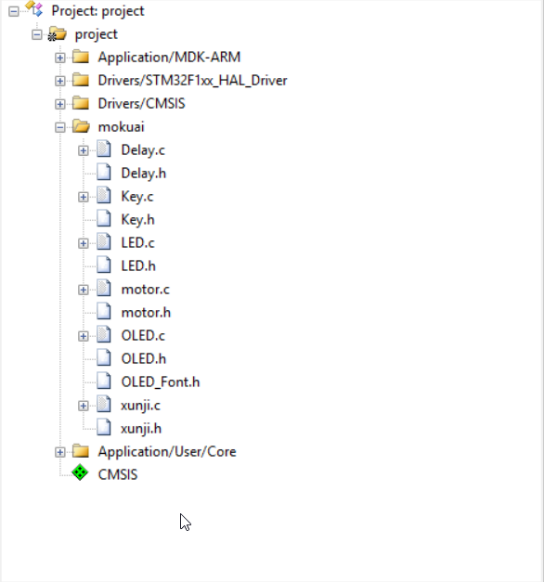 Project: project
project
Application/MDK-ARM
Drivers/STM32F1xx_HAL_Driver
Drivers/CMSIS
mokuai
Delay.c
Delay.h
Key.c
Key.h
LED.c
LED.h
motor.c
motor.h
OLED.c
OLED.h
OLED_Font.h
xunji.c
xunji.h
Application/User/Core
CMSIS